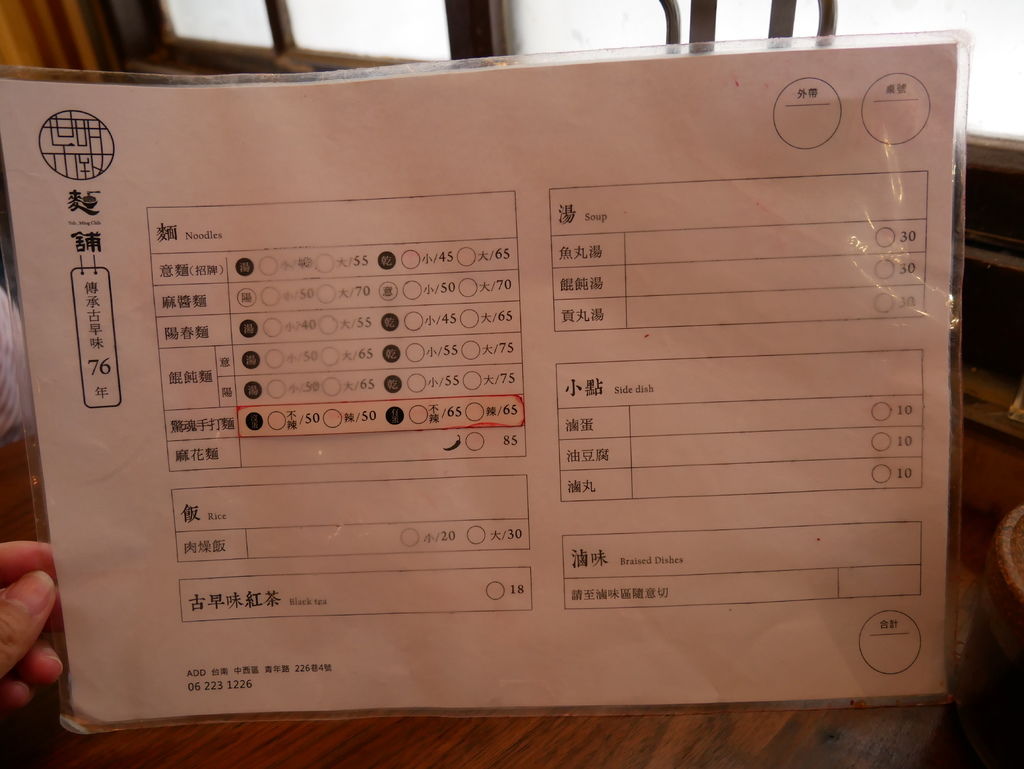 外帶
桌號
麵
舖
傳承古早味
76
年
麵 Noodles
意麵(招牌) 湯 小/40 大/55 乾 小/45 大/65
麻醬麵 陽 小/50 大/70 意 小/50 大/70
陽春麵 湯 小/40 大/55 乾 小/45 大/65
餛飩麵 意 湯 小/50 大/65 乾 小/55 大/75
陽 湯 小/50 大/65 乾 小/55 大/75
驚魂手打麵 不辣/50 辣/50 不辣/65 辣/65
麻花麵 85
飯 Rice
肉燥飯 小/20 大/30
古早味紅茶 Black tea 18
ADD 台南 中西區 青年路 226巷4號
06 223 1226
湯 Soup
魚丸湯 30
餛飩湯 30
貢丸湯 30
小點 Side dish
滷蛋 10
油豆腐 10
滷丸 10
滷味 Braised Dishes
請至滷味區隨意切
合計